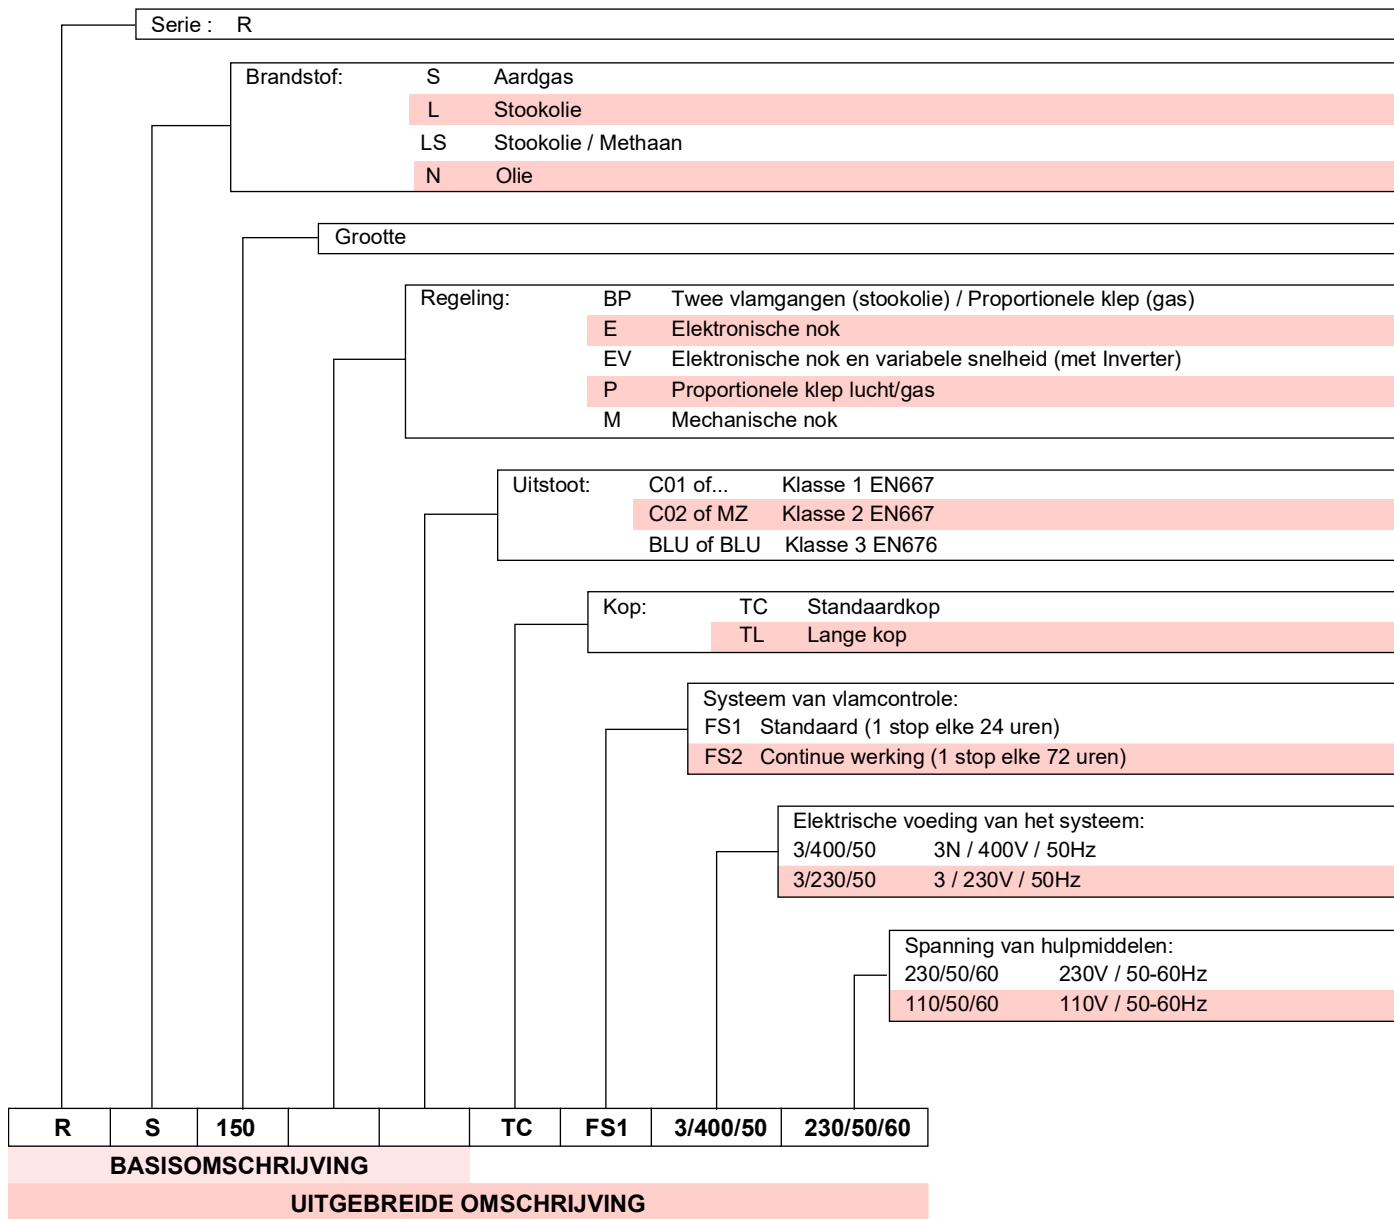 Serie : R
Brandstof: S Aardgas
L Stookolie
LS Stookolie / Methaan
N Olie
Grootte
Regeling: BP Twee vlamgangen (stookolie) / Proportionele klep (gas)
E Elektronische nok
EV Elektronische nok en variabele snelheid (met Inverter)
P Proportionele klep lucht/gas
M Mechanische nok
Uitstoot: C01 of... Klasse 1 EN667
C02 of MZ Klasse 2 EN667
BLU of BLU Klasse 3 EN676
Kop: TC Standaardkop
TL Lange kop
Systeem van vlamcontrole:
FS1 Standaard (1 stop elke 24 uren)
FS2 Continue werking (1 stop elke 72 uren)
Elektrische voeding van het systeem:
3/400/50 3N / 400V / 50Hz
3/230/50 3 / 230V / 50Hz
Spanning van hulpmiddelen:
230/50/60 230V / 50-60Hz
110/50/60 110V / 50-60Hz
R S 150 TC FS1 3/400/50 230/50/60
BASISOMSCHRIJVING
UITGEBREIDE OMSCHRIJVING